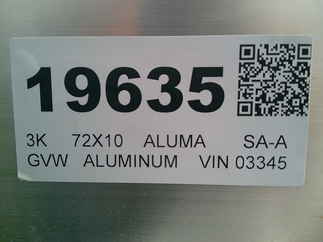 19635
3K 72X10 ALUMA SA-A
GVW ALUMINUM VIN 03345